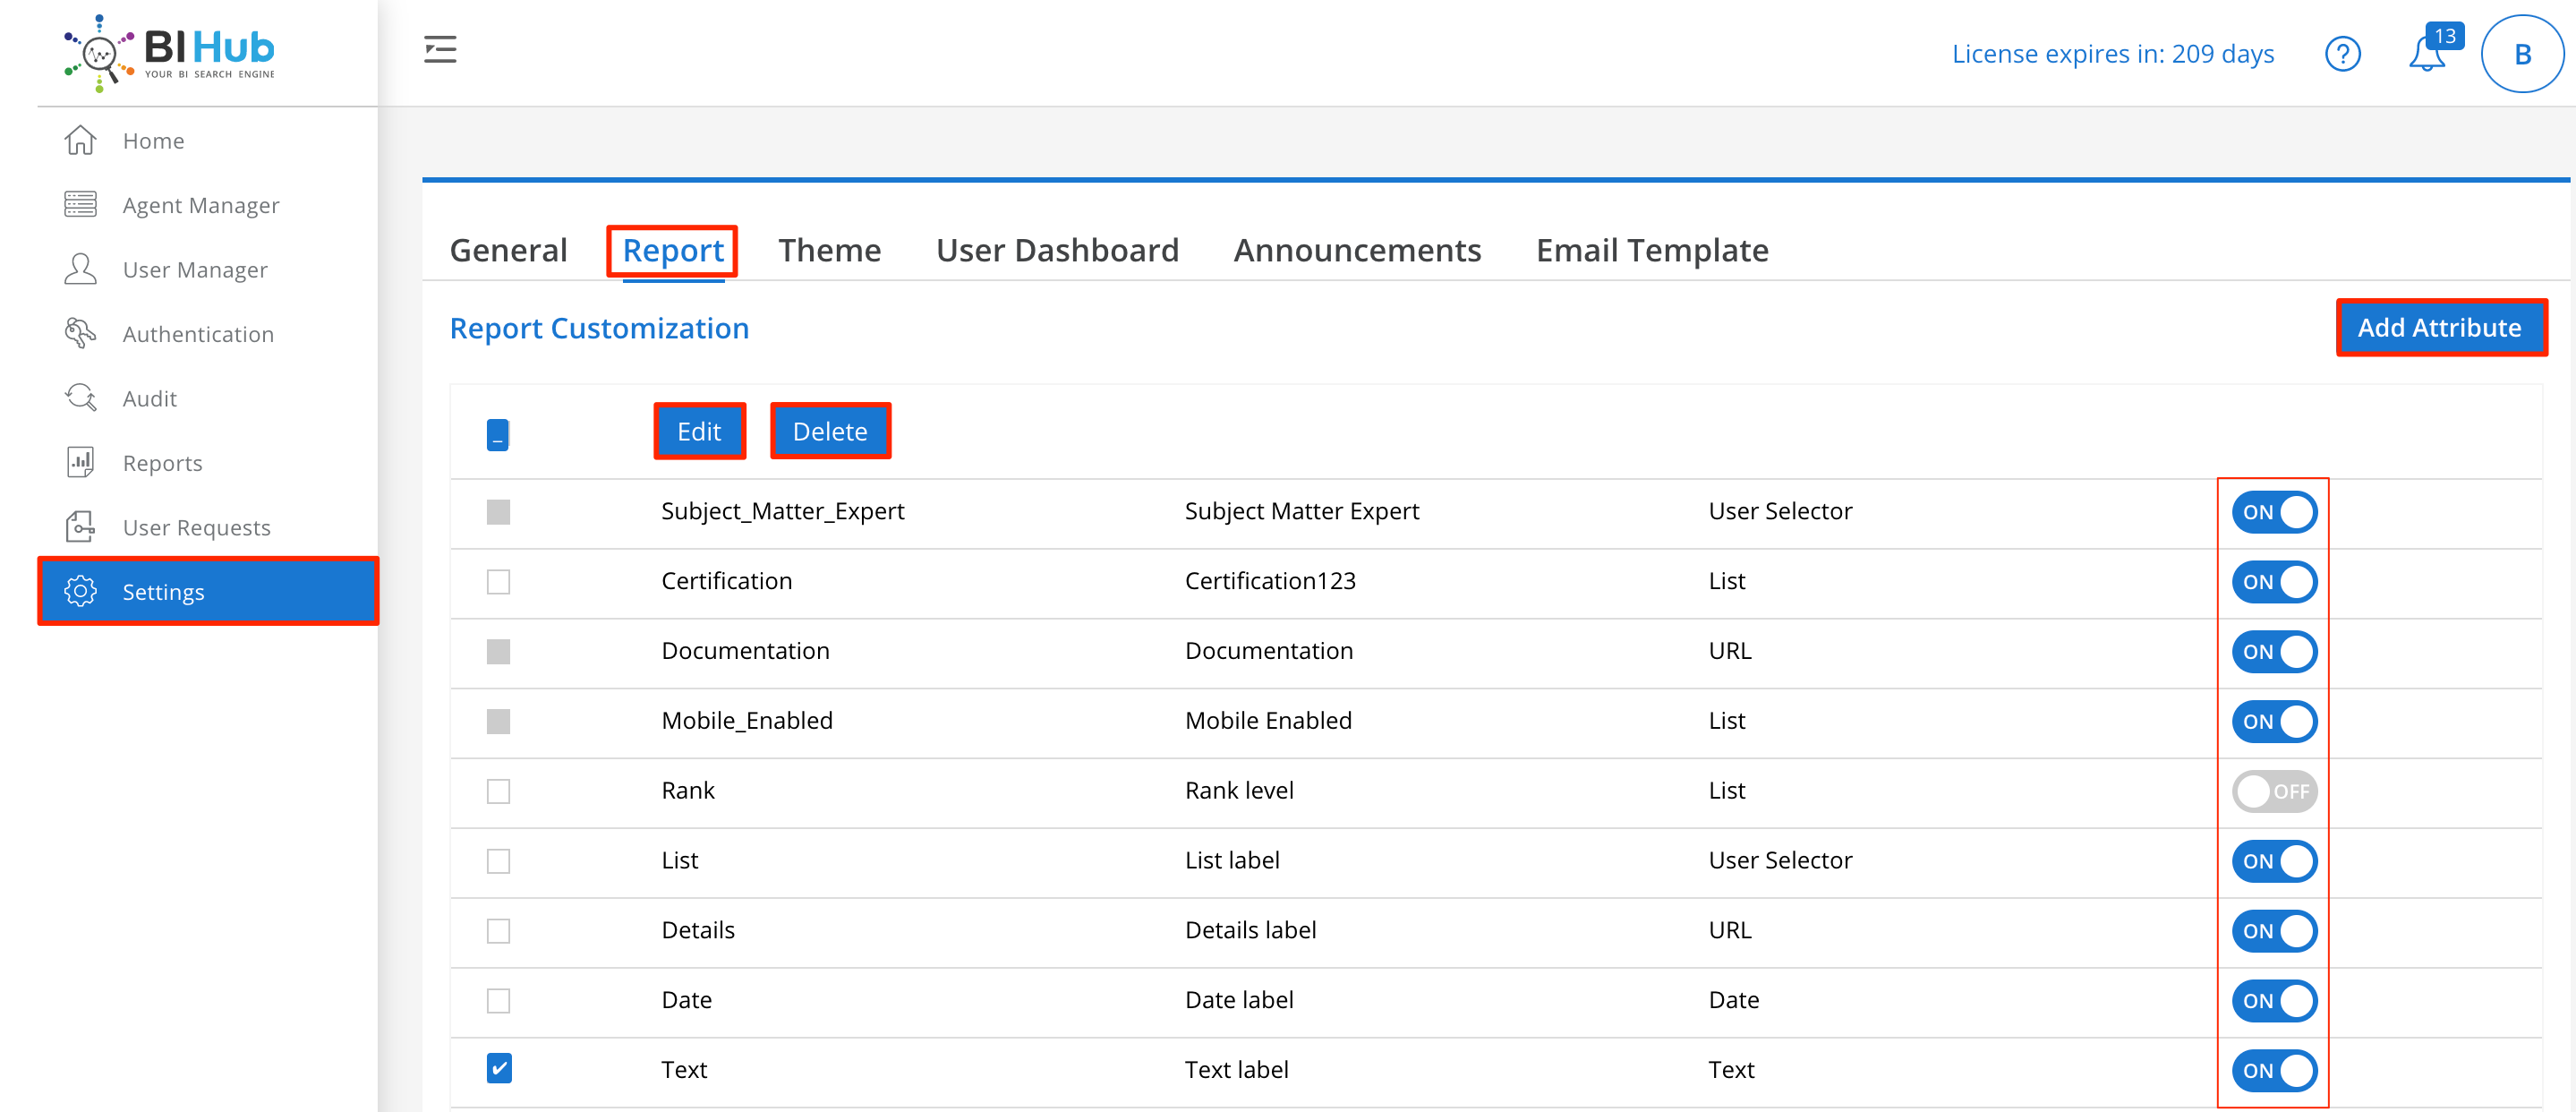 BI Hub
YOUR BI SEARCH ENGINE
License expires in: 209 days
?
13
B
Home
Agent Manager
User Manager
Authentication
Audit
Reports
User Requests
Settings
General Report Theme User Dashboard Announcements Email Template
Report Customization
Add Attribute
Edit Delete
Subject_Matter_Expert Subject Matter Expert User Selector ON
Certification Certification123 List ON
Documentation Documentation URL ON
Mobile_Enabled Mobile Enabled List ON
Rank Rank level List OFF
List List label User Selector ON
Details Details label URL ON
Date Date label Date ON
Text Text label Text ON